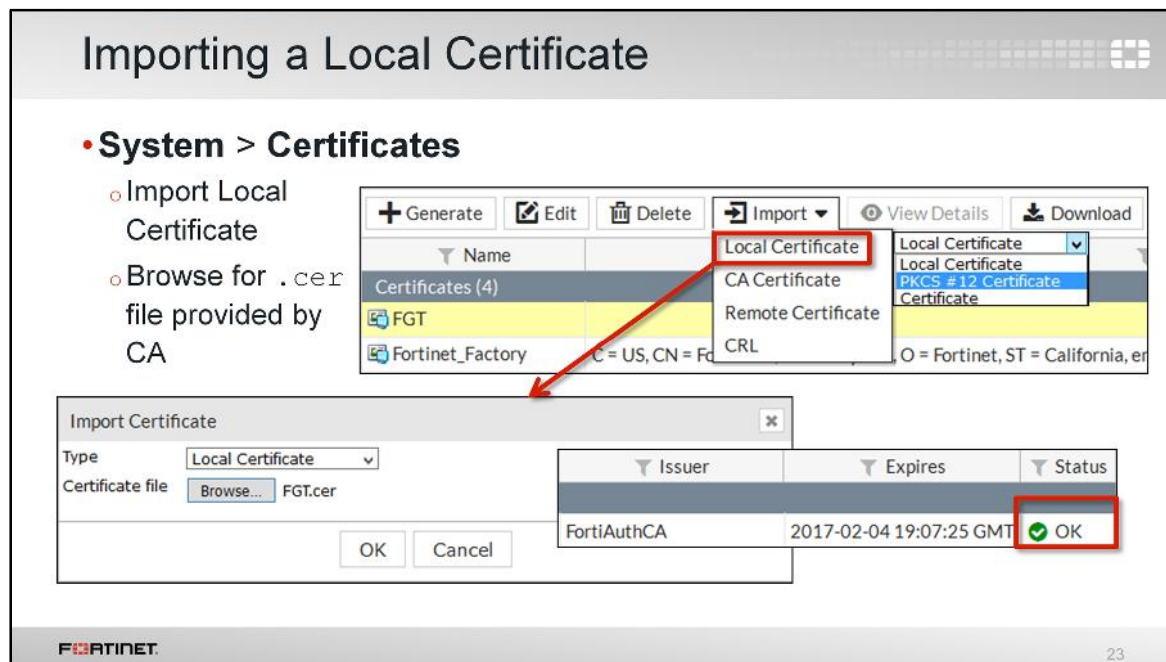 Importing a Local Certificate
• System > Certificates
o Import Local
Certificate
o Browse for .cer
file provided by
CA
Generate Edit Delete Import View Details Download
Name
Certificates (4)
FGT
Fortinet_Factory C = US, CN = Fo , O = Fortinet, ST = California, em
Local Certificate
CA Certificate
Remote Certificate
CRL
Local Certificate
Local Certificate
PKCS #12 Certificate
Certificate
Import Certificate
Type Local Certificate
Certificate file Browse... FGT.cer
OK Cancel
Issuer Expires Status
FortiAuthCA 2017-02-04 19:07:25 GMT OK
FORTINET.
23